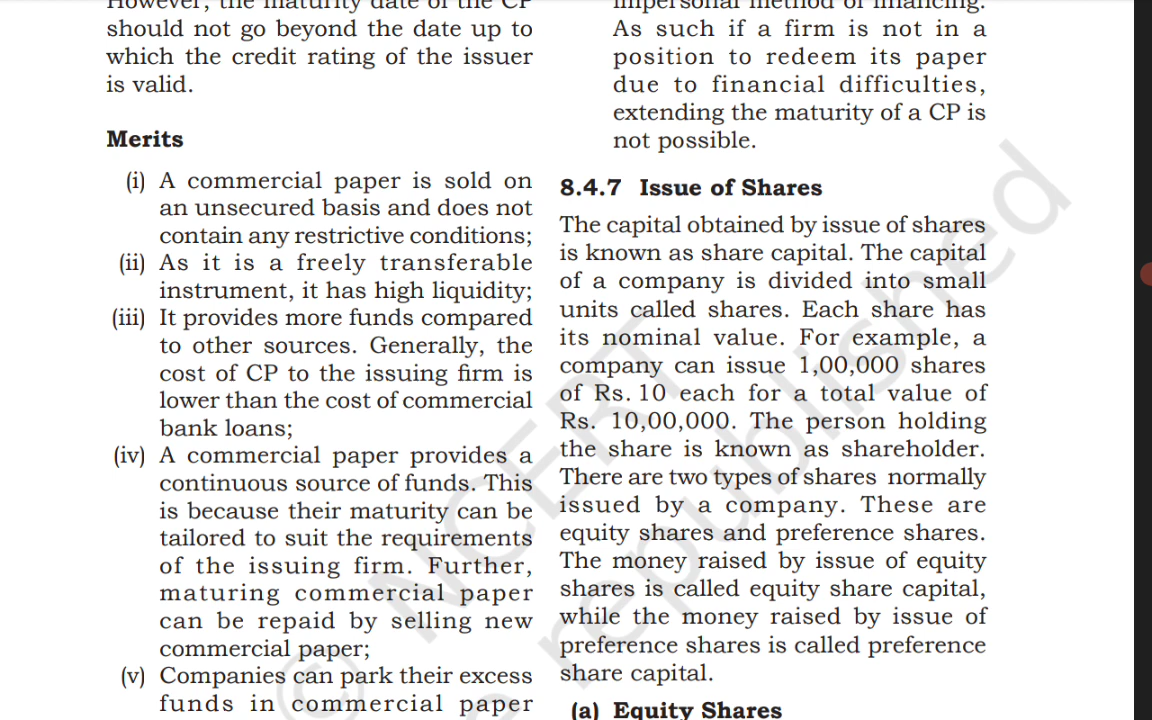 However, the maturity date of the CP
should not go beyond the date up to
which the credit rating of the issuer
is valid.
Merits
(i) A commercial paper is sold on
an unsecured basis and does not
contain any restrictive conditions;
(ii) As it is a freely transferable
instrument, it has high liquidity;
(iii) It provides more funds compared
to other sources. Generally, the
cost of CP to the issuing firm is
lower than the cost of commercial
bank loans;
(iv) A commercial paper provides a
continuous source of funds. This
is because their maturity can be
tailored to suit the requirements
of the issuing firm. Further,
maturing commercial paper
can be repaid by selling new
commercial paper;
(v) Companies can park their excess
funds in commercial paper
impersonal method of financing.
As such if a firm is not in a
position to redeem its paper
due to financial difficulties,
extending the maturity of a CP is
not possible.
8.4.7 Issue of Shares
The capital obtained by issue of shares
is known as share capital. The capital
of a company is divided into small
units called shares. Each share has
its nominal value. For example, a
company can issue 1,00,000 shares
of Rs. 10 each for a total value of
Rs. 10,00,000. The person holding
the share is known as shareholder.
There are two types of shares normally
issued by a company. These are
equity shares and preference shares.
The money raised by issue of equity
shares is called equity share capital,
while the money raised by issue of
preference shares is called preference
share capital.
(a) Equity Shares
© NCERT
republished